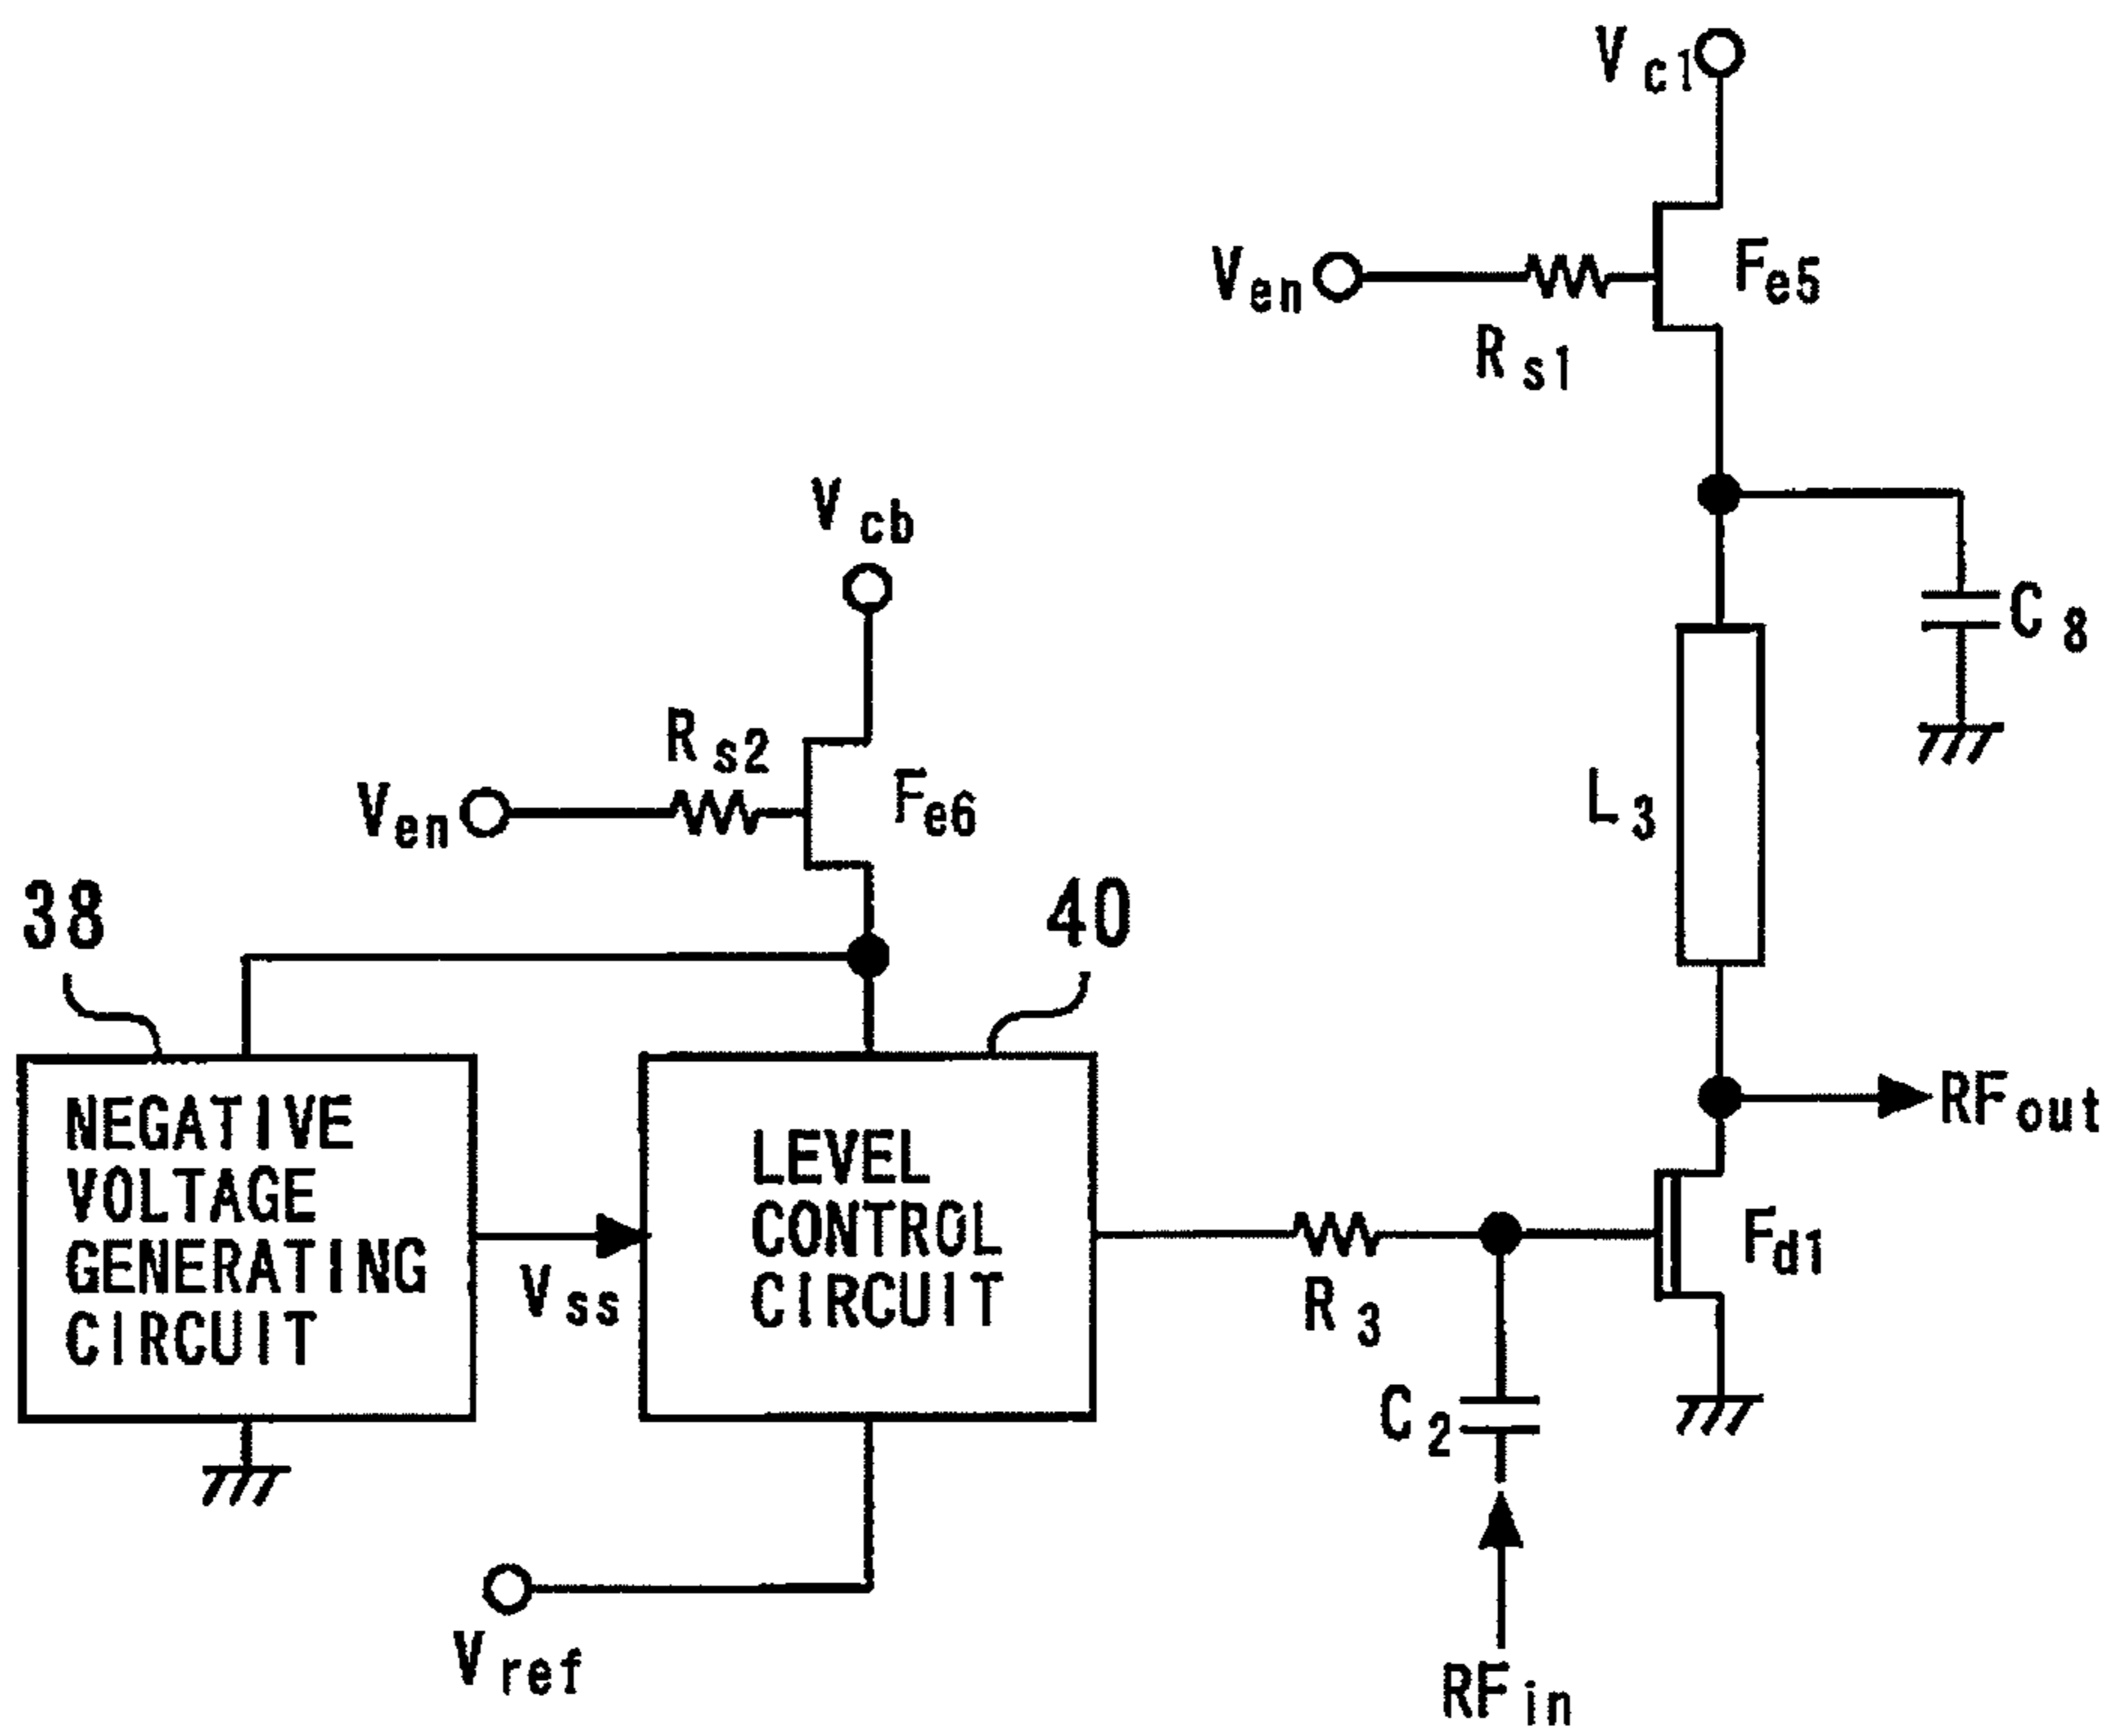 Vc1
Ven
Fe5
Rs1
Vcb
C8
Rs2
Ven
Fe6
L3
38
40
NEGATIVE
VOLTAGE
GENERATING
CIRCUIT
Vss
LEVEL
CONTROL
CIRCUIT
RFout
Fd1
R3
C2
Vref
RFin